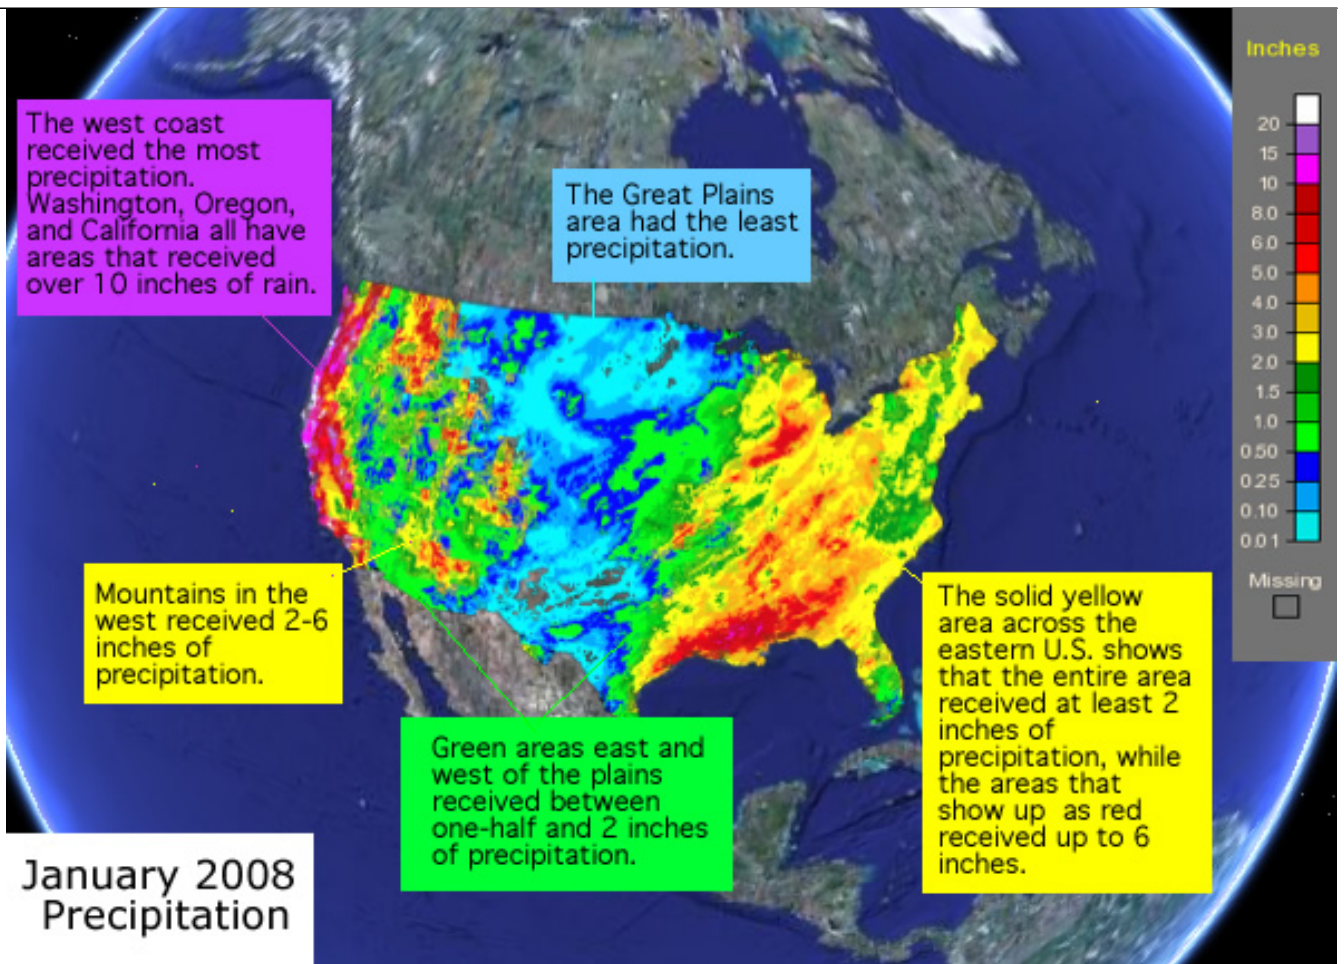 The west coast
received the most
precipitation.
Washington, Oregon,
and California all have
areas that received
over 10 inches of rain.
The Great Plains
area had the least
precipitation.
Inches
20
15
10
8.0
6.0
5.0
4.0
3.0
2.0
1.5
1.0
0.50
0.25
0.10
0.01
Missing
Mountains in the
west received 2-6
inches of
precipitation.
Green areas east and
west of the plains
received between
one-half and 2 inches
of precipitation.
The solid yellow
area across the
eastern U.S. shows
that the entire area
received at least 2
inches of
precipitation, while
the areas that
show up as red
received up to 6
inches.
January 2008
Precipitation